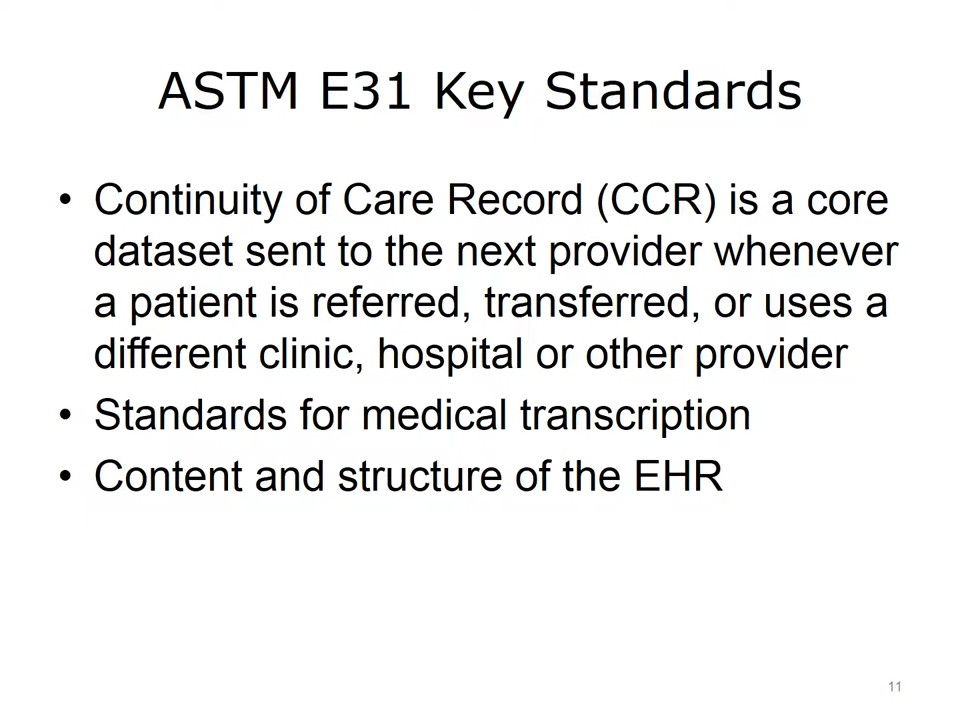 ASTM E31 Key Standards
• Continuity of Care Record (CCR) is a core
dataset sent to the next provider whenever
a patient is referred, transferred, or uses a
different clinic, hospital or other provider
• Standards for medical transcription
• Content and structure of the EHR
11